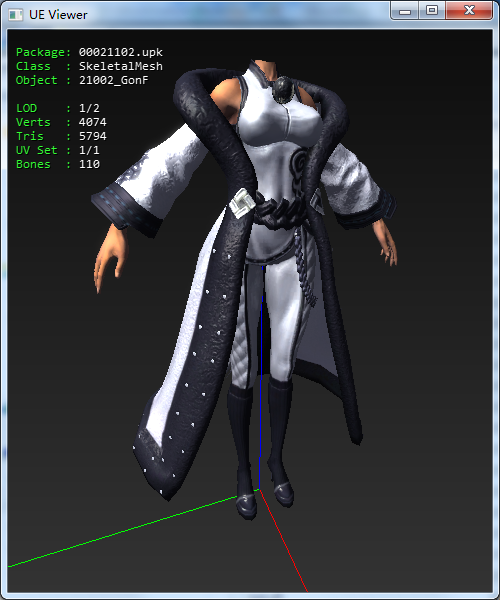 UE Viewer
Package: 00021102.upk
Class  : SkeletalMesh
Object : 21002_GonF
LOD    : 1/2
Verts  : 4074
Tris   : 5794
UV Set : 1/1
Bones  : 110